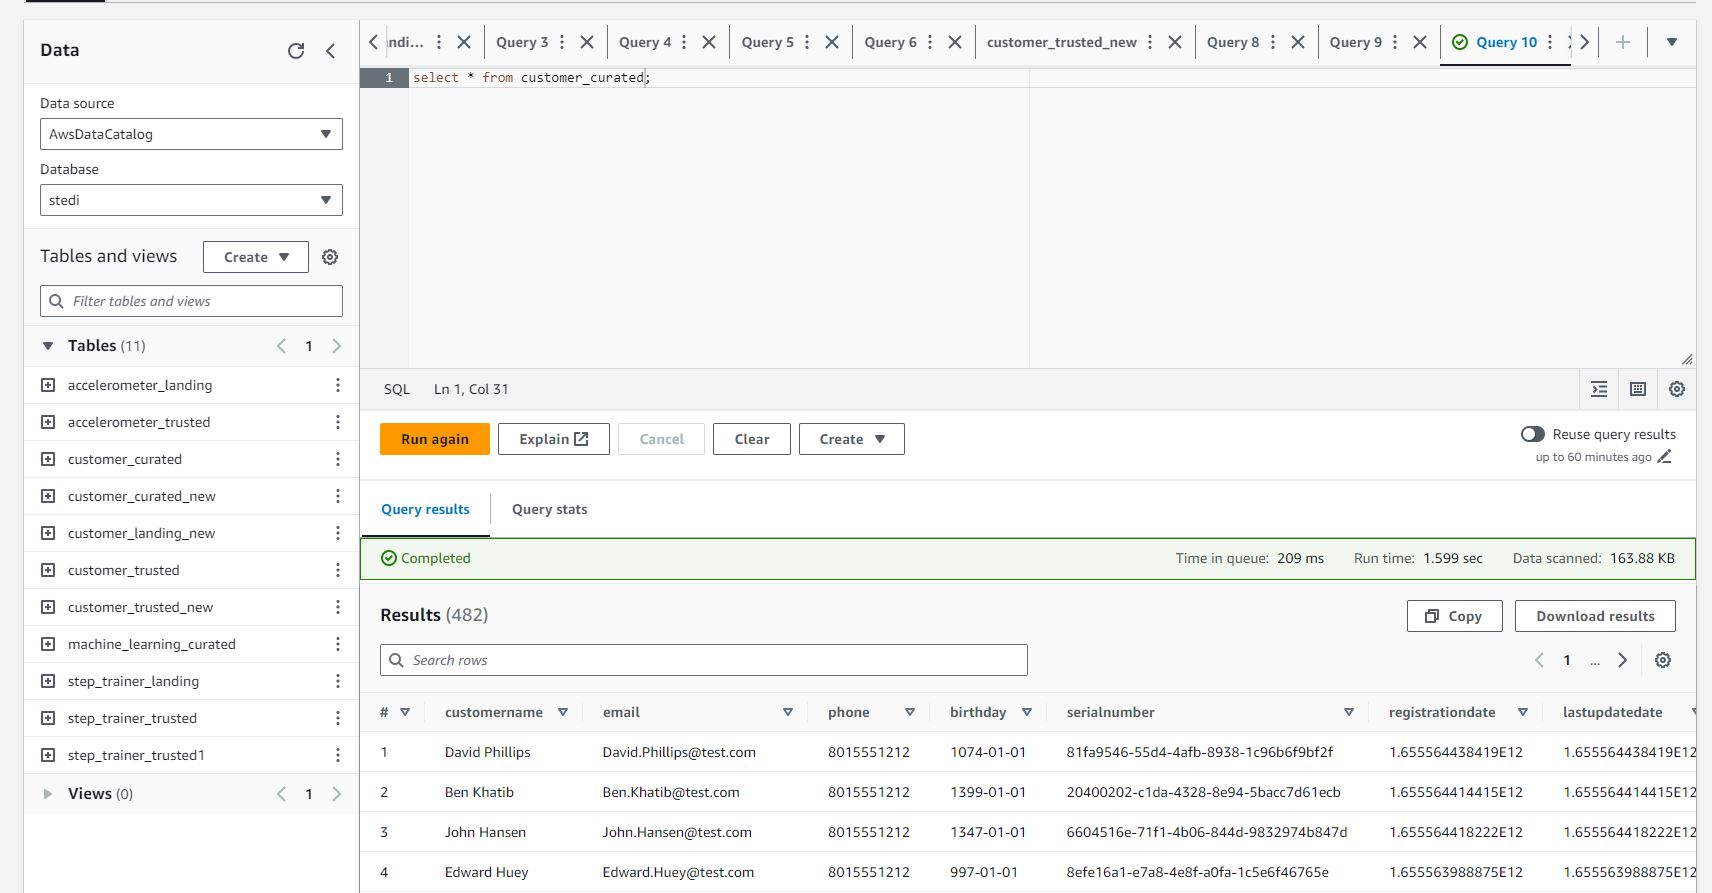 Data
Data source
AwsDataCatalog
Database
stedi
Tables and views
Create
Filter tables and views
Tables (11)
1
accelerometer_landing
accelerometer_trusted
customer_curated
customer_curated_new
customer_landing_new
customer_trusted
customer_trusted_new
machine_learning_curated
step_trainer_landing
step_trainer_trusted
step_trainer_trusted1
Views (0)
1
ndi... Query 3 Query 4 Query 5 Query 6 customer_trusted_new Query 8 Query 9 Query 10
1 select * from customer_curated;
SQL Ln 1, Col 31
Run again Explain Cancel Clear Create
Reuse query results
up to 60 minutes ago
Query results Query stats
Completed Time in queue: 209 ms Run time: 1.599 sec Data scanned: 163.88 KB
Results (482) Copy Download results
Search rows 1 ...
# customername email phone birthday serialnumber registrationdate lastupdatedate
1 David Phillips David.Phillips@test.com 8015551212 1074-01-01 81fa9546-55d4-4afb-8938-1c96b6f9bf2f 1.655564438419E12 1.655564438419E12
2 Ben Khatib Ben.Khatib@test.com 8015551212 1399-01-01 20400202-c1da-4328-8e94-5bacc7d61ecb 1.655564414415E12 1.655564414415E12
3 John Hansen John.Hansen@test.com 8015551212 1347-01-01 6604516e-71f1-4b06-844d-9832974b847d 1.655564418222E12 1.655564418222E12
4 Edward Huey Edward.Huey@test.com 8015551212 997-01-01 8efe16a1-e7a8-4e8f-a0fa-1c5e6f46765e 1.655563988875E12 1.655563988875E12